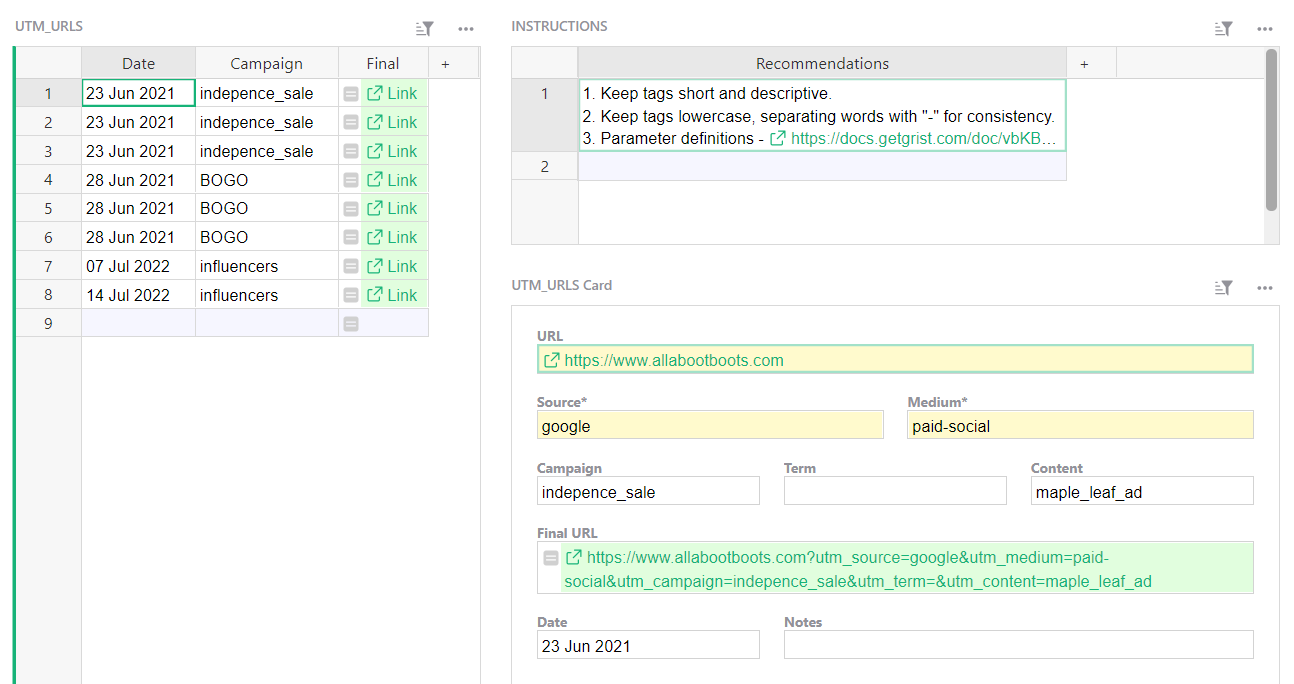 UTM_URLS
Date Campaign Final +
1 23 Jun 2021 indepence_sale = Link
2 23 Jun 2021 indepence_sale = Link
3 23 Jun 2021 indepence_sale = Link
4 28 Jun 2021 BOGO = Link
5 28 Jun 2021 BOGO = Link
6 28 Jun 2021 BOGO = Link
7 07 Jul 2022 influencers = Link
8 14 Jul 2022 influencers = Link
9 =
INSTRUCTIONS
Recommendations +
1 1. Keep tags short and descriptive.
2. Keep tags lowercase, separating words with "-" for consistency.
3. Parameter definitions - https://docs.getgrist.com/doc/vbKB…
2
UTM_URLS Card
URL
https://www.allabootboots.com
Source* Medium*
google paid-social
Campaign Term Content
indepence_sale maple_leaf_ad
Final URL
= https://www.allabootboots.com?utm_source=google&utm_medium=paid-
social&utm_campaign=indepence_sale&utm_term=&utm_content=maple_leaf_ad
Date Notes
23 Jun 2021